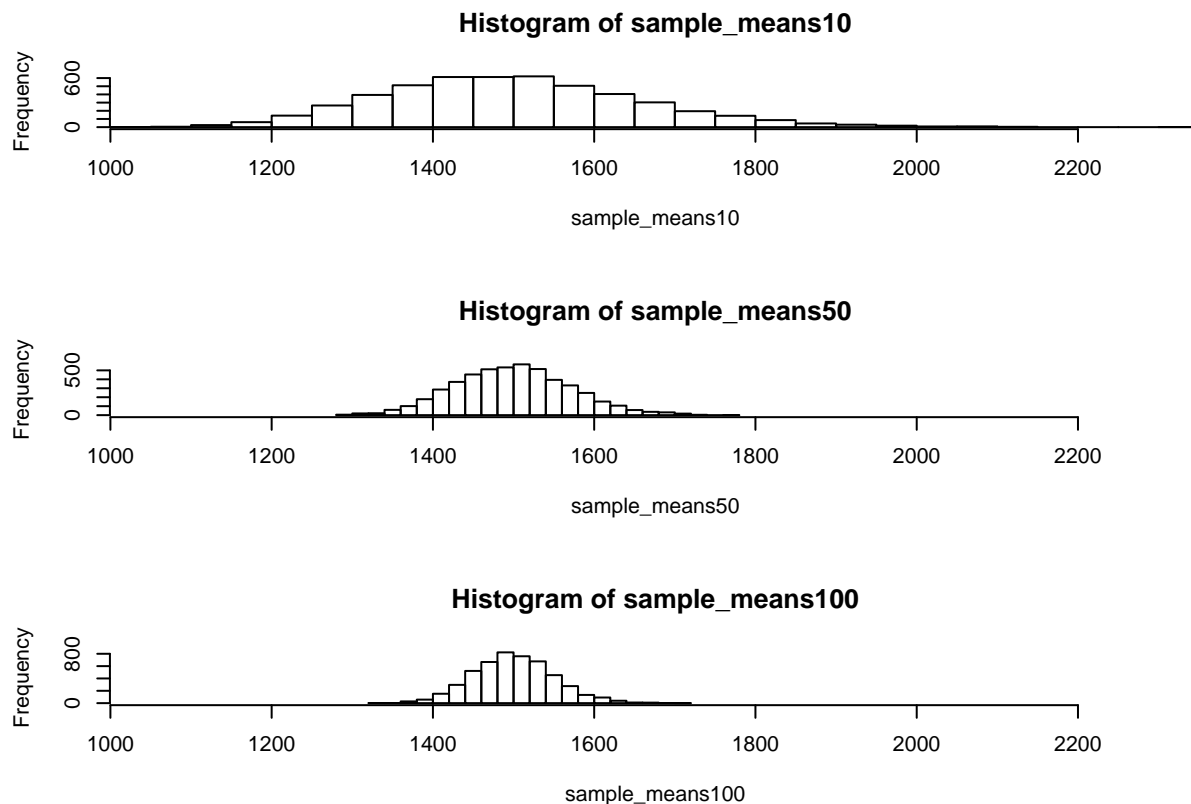 Histogram of sample_means10
Frequency
600
0
1000 1200 1400 1600 1800 2000 2200
sample_means10
Histogram of sample_means50
Frequency
500
0
1000 1200 1400 1600 1800 2000 2200
sample_means50
Histogram of sample_means100
Frequency
800
0
1000 1200 1400 1600 1800 2000 2200
sample_means100